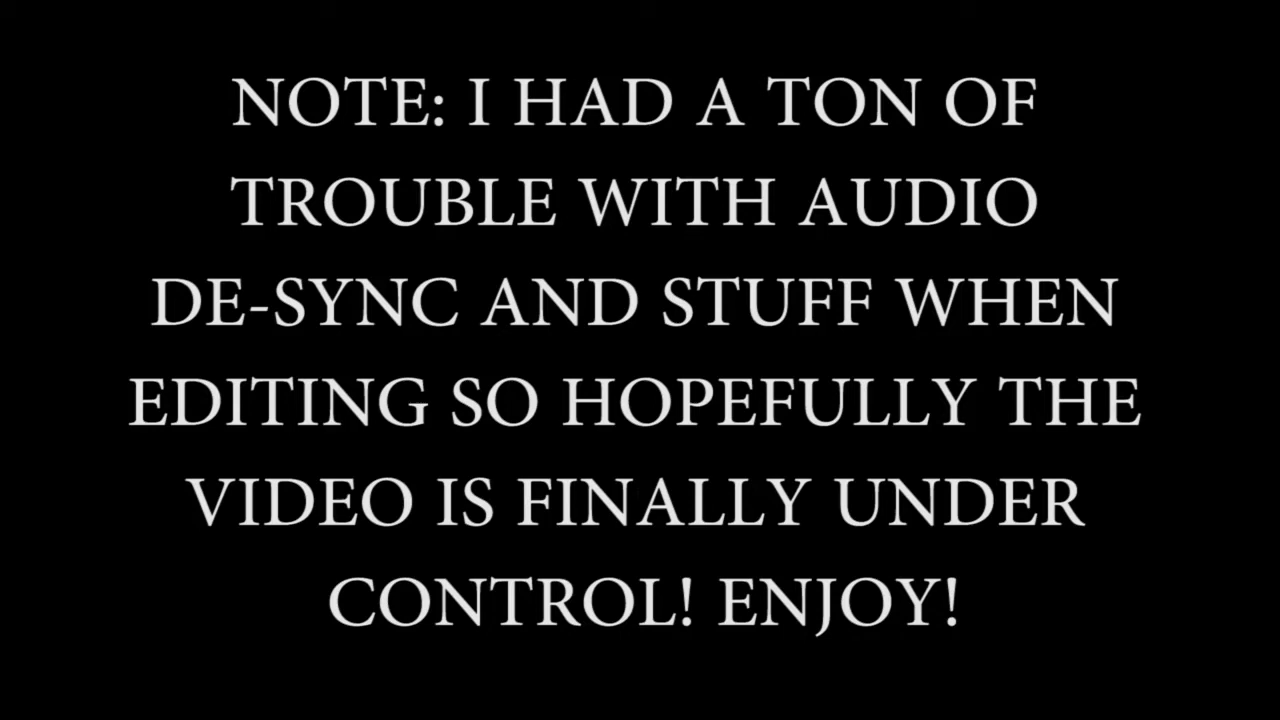 NOTE: I HAD A TON OF
TROUBLE WITH AUDIO
DE-SYNC AND STUFF WHEN
EDITING SO HOPEFULLY THE
VIDEO IS FINALLY UNDER
CONTROL! ENJOY!